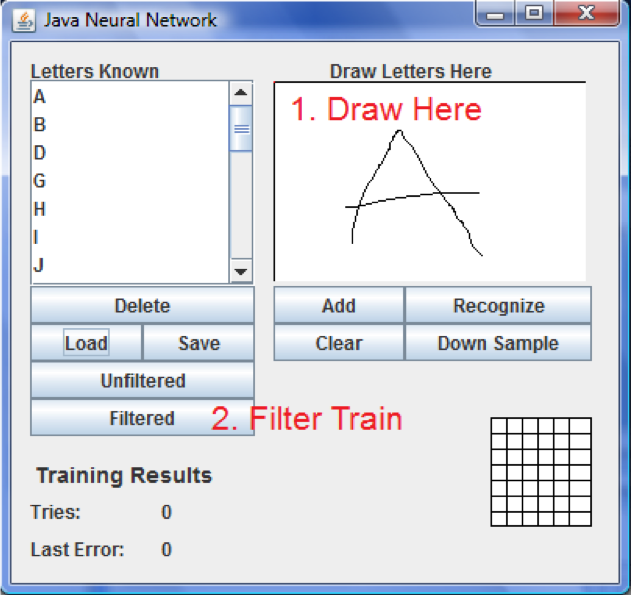 Java Neural Network
Letters Known
Draw Letters Here
A
B
D
G
H
I
J
1. Draw Here
A
Delete
Load
Save
Unfiltered
Filtered
Add
Recognize
Clear
Down Sample
2. Filter Train
Training Results
Tries: 0
Last Error: 0